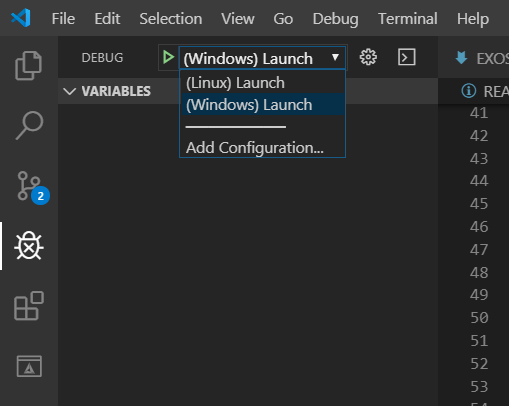 File Edit Selection View Go Debug Terminal Help
DEBUG (Windows) Launch EXOS
(Linux) Launch
(Windows) Launch
Add Configuration...
VARIABLES REA
2
41
42
43
44
45
46
47
48
49
50
51
52
53